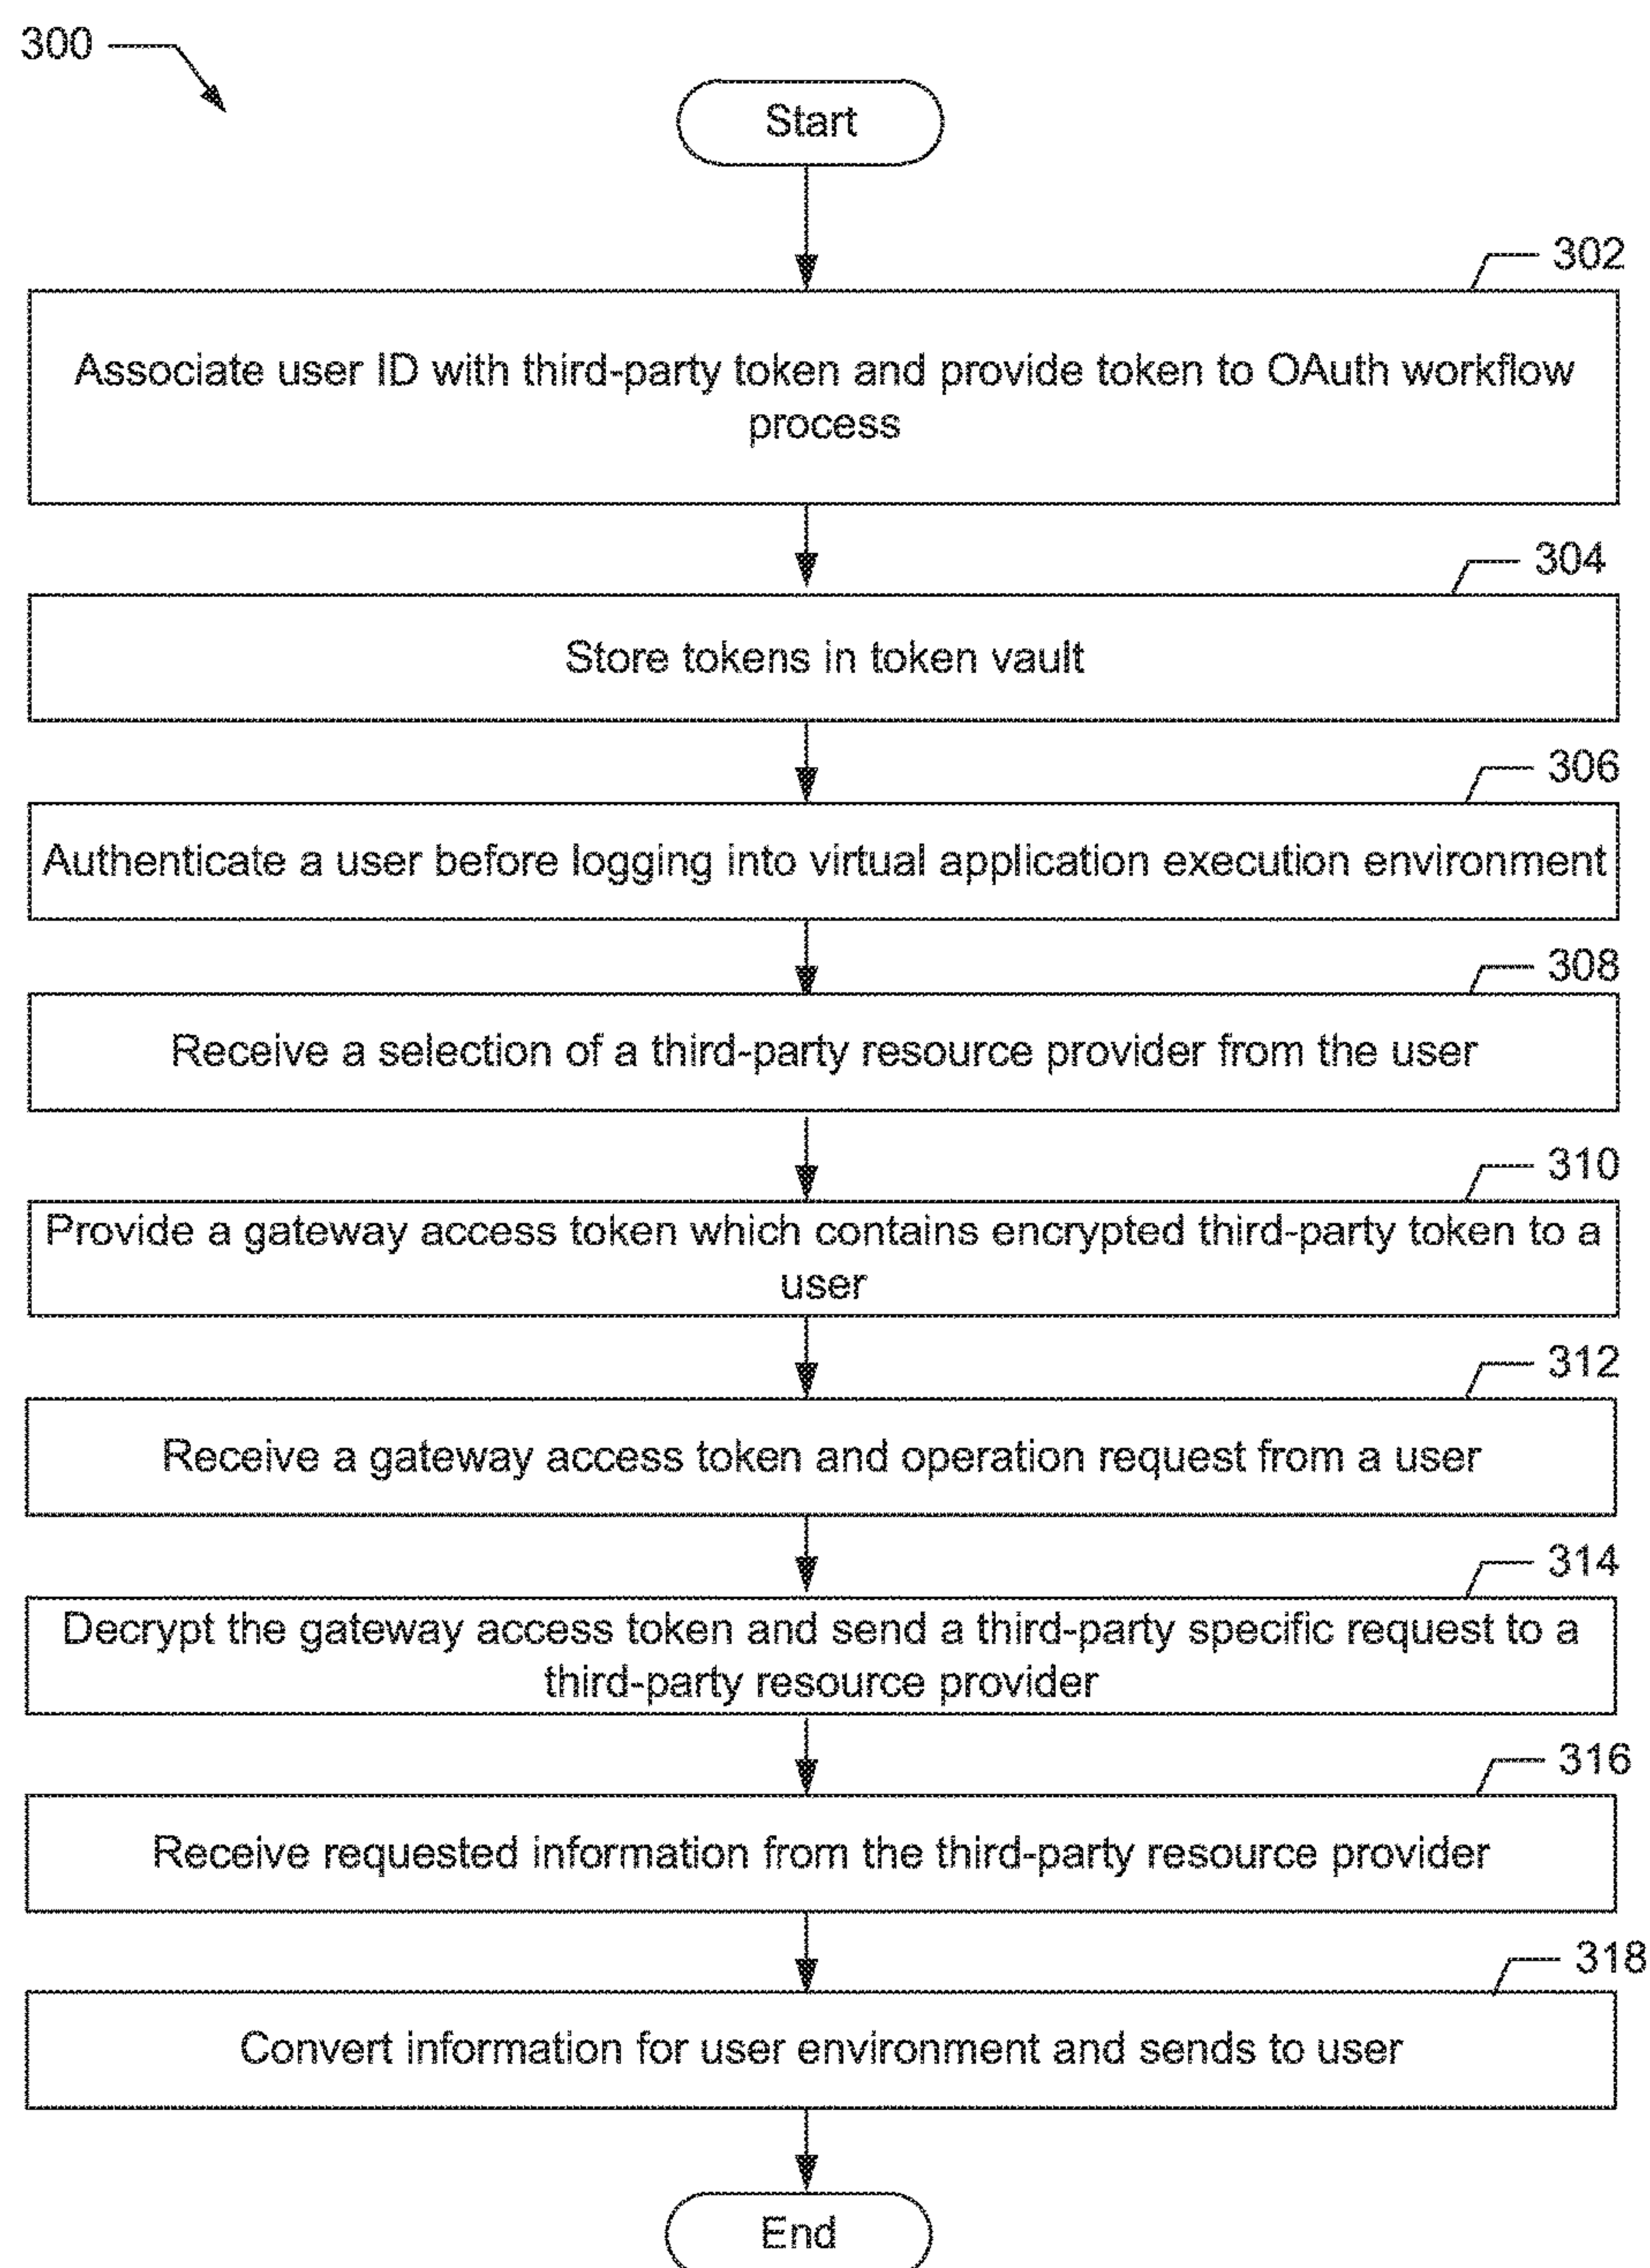 300
Start
302
Associate user ID with third-party token and provide token to OAuth workflow
process
304
Store tokens in token vault
306
Authenticate a user before logging into virtual application execution environment
308
Receive a selection of a third-party resource provider from the user
310
Provide a gateway access token which contains encrypted third-party token to a
user
312
Receive a gateway access token and operation request from a user
314
Decrypt the gateway access token and send a third-party specific request to a
third-party resource provider
316
Receive requested information from the third-party resource provider
318
Convert information for user environment and sends to user
End